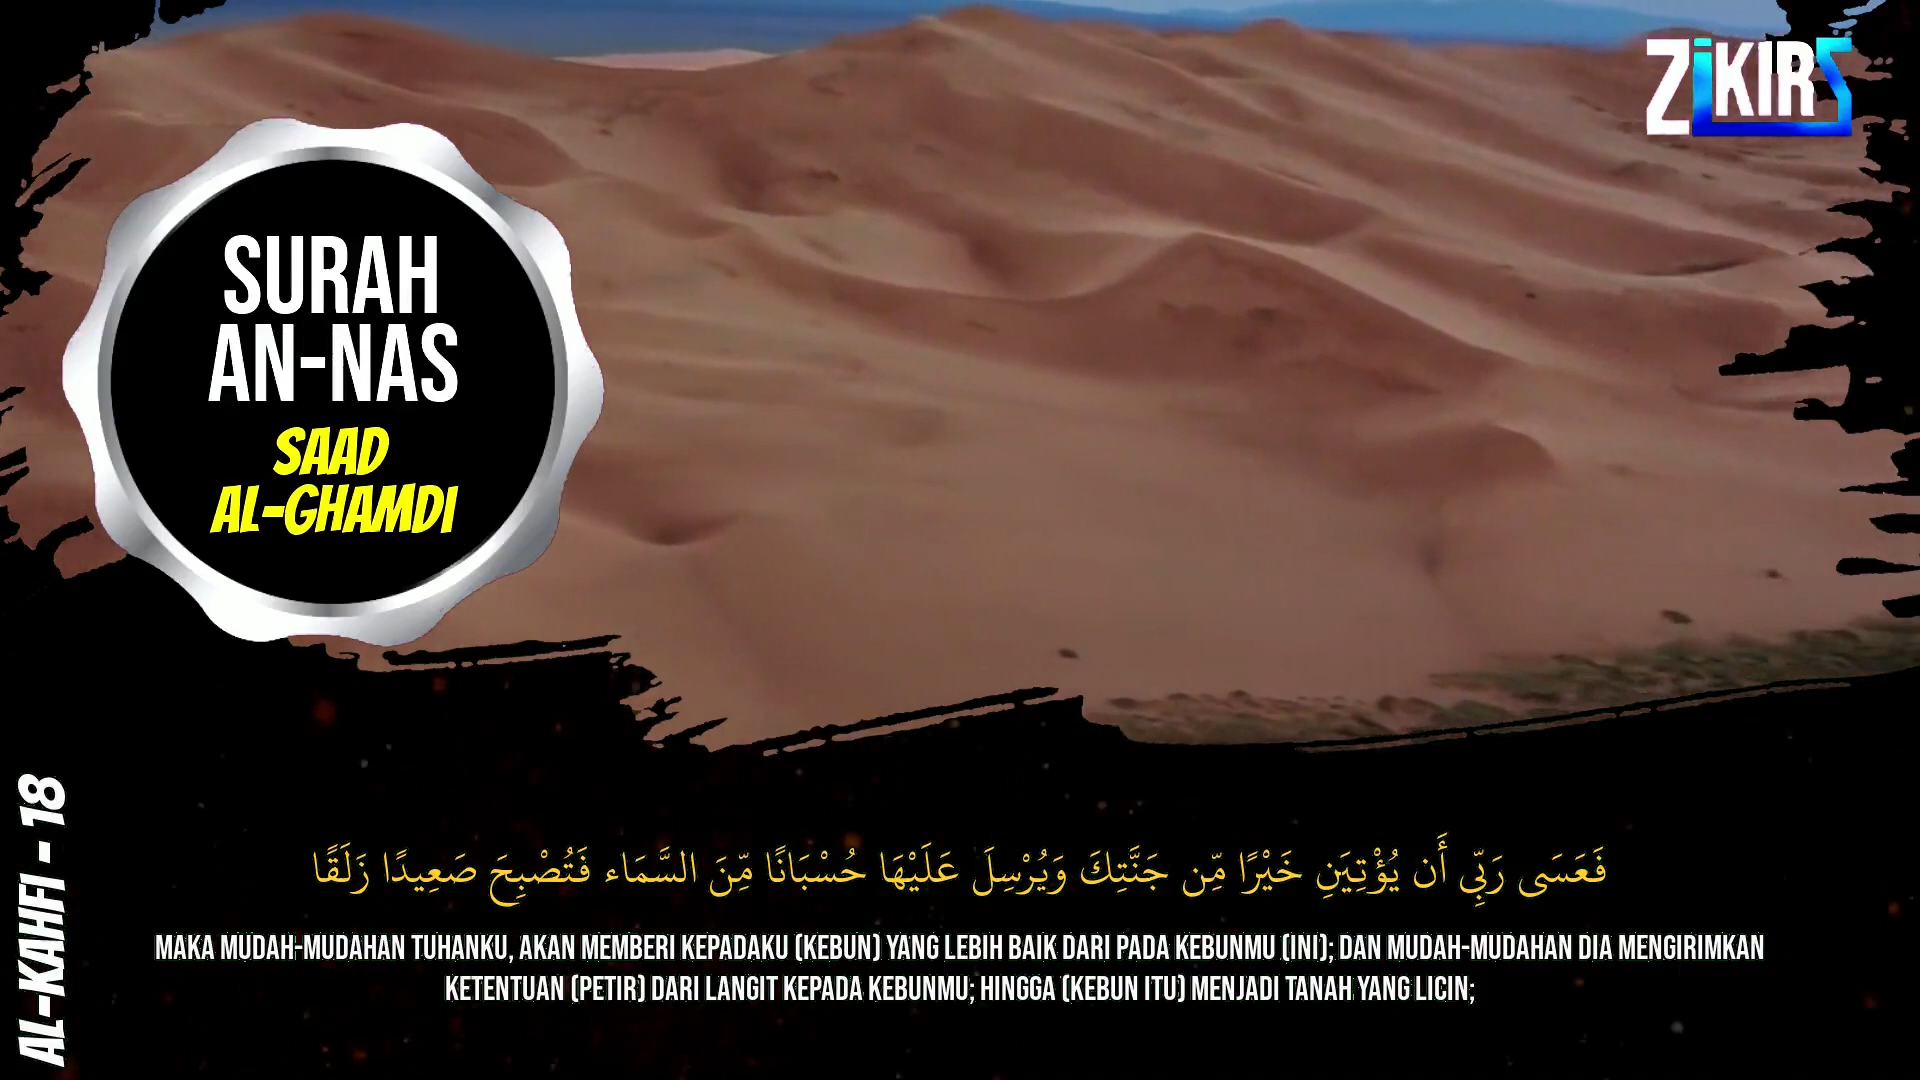 ZiKIRS
SURAH
AN-NAS
SAAD
AL-GHAMDI
AL-KAHFI - 18
فَعَسَى رَبِّي أَن يُؤْتِيَنِ خَيْرًا مِّن جَنَّتِكَ وَيُرْسِلَ عَلَيْهَا حُسْبَانًا مِّنَ السَّمَاء فَتُصْبِحَ صَعِيدًا زَلَقًا
MAKA MUDAH-MUDAHAN TUHANKU, AKAN MEMBERI KEPADAKU (KEBUN) YANG LEBIH BAIK DARI PADA KEBUNMU (INI); DAN MUDAH-MUDAHAN DIA MENGIRIMKAN
KETENTUAN (PETIR) DARI LANGIT KEPADA KEBUNMU; HINGGA (KEBUN ITU) MENJADI TANAH YANG LICIN;